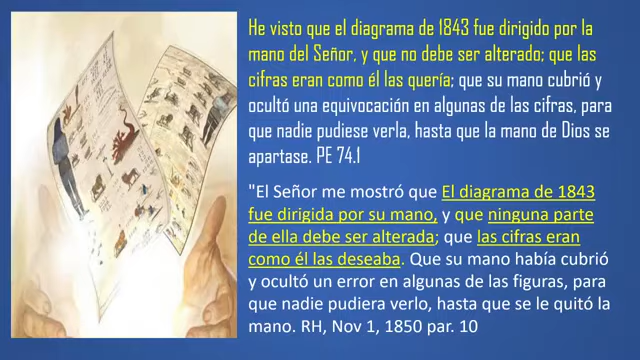 He visto que el diagrama de 1843 fue dirigido por la
mano del Señor, y que no debe ser alterado; que las
cifras eran como él las quería; que su mano cubrió y
ocultó una equivocación en algunas de las cifras, para
que nadie pudiese verla, hasta que la mano de Dios se
apartase. PE 74.1
"El Señor me mostró que El diagrama de 1843
fue dirigida por su mano, y que ninguna parte
de ella debe ser alterada; que las cifras eran
como él las deseaba. Que su mano había cubrió
y ocultó un error en algunas de las figuras, para
que nadie pudiera verlo, hasta que se le quitó la
mano. RH, Nov 1, 1850 par. 10